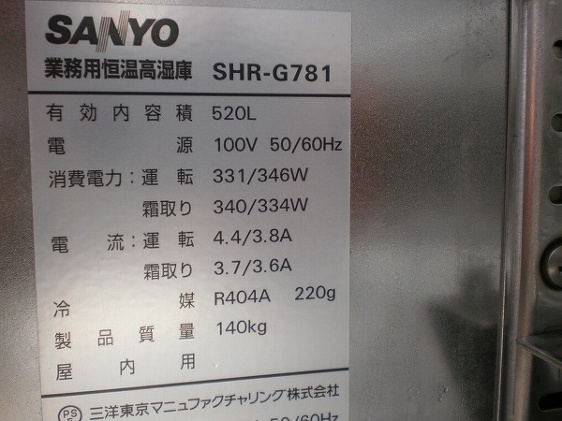 SANYO
業務用恒温高湿庫 SHR-G781
有効内容積 520L
電源 100V 50/60Hz
消費電力:運転 331/346W
霜取り 340/334W
電流:運転 4.4/3.8A
霜取り 3.7/3.6A
冷媒 R404A 220g
製品質量 140kg
屋内用
PS E 三洋東京マニュファクチャリング株式会社
50/60Hz